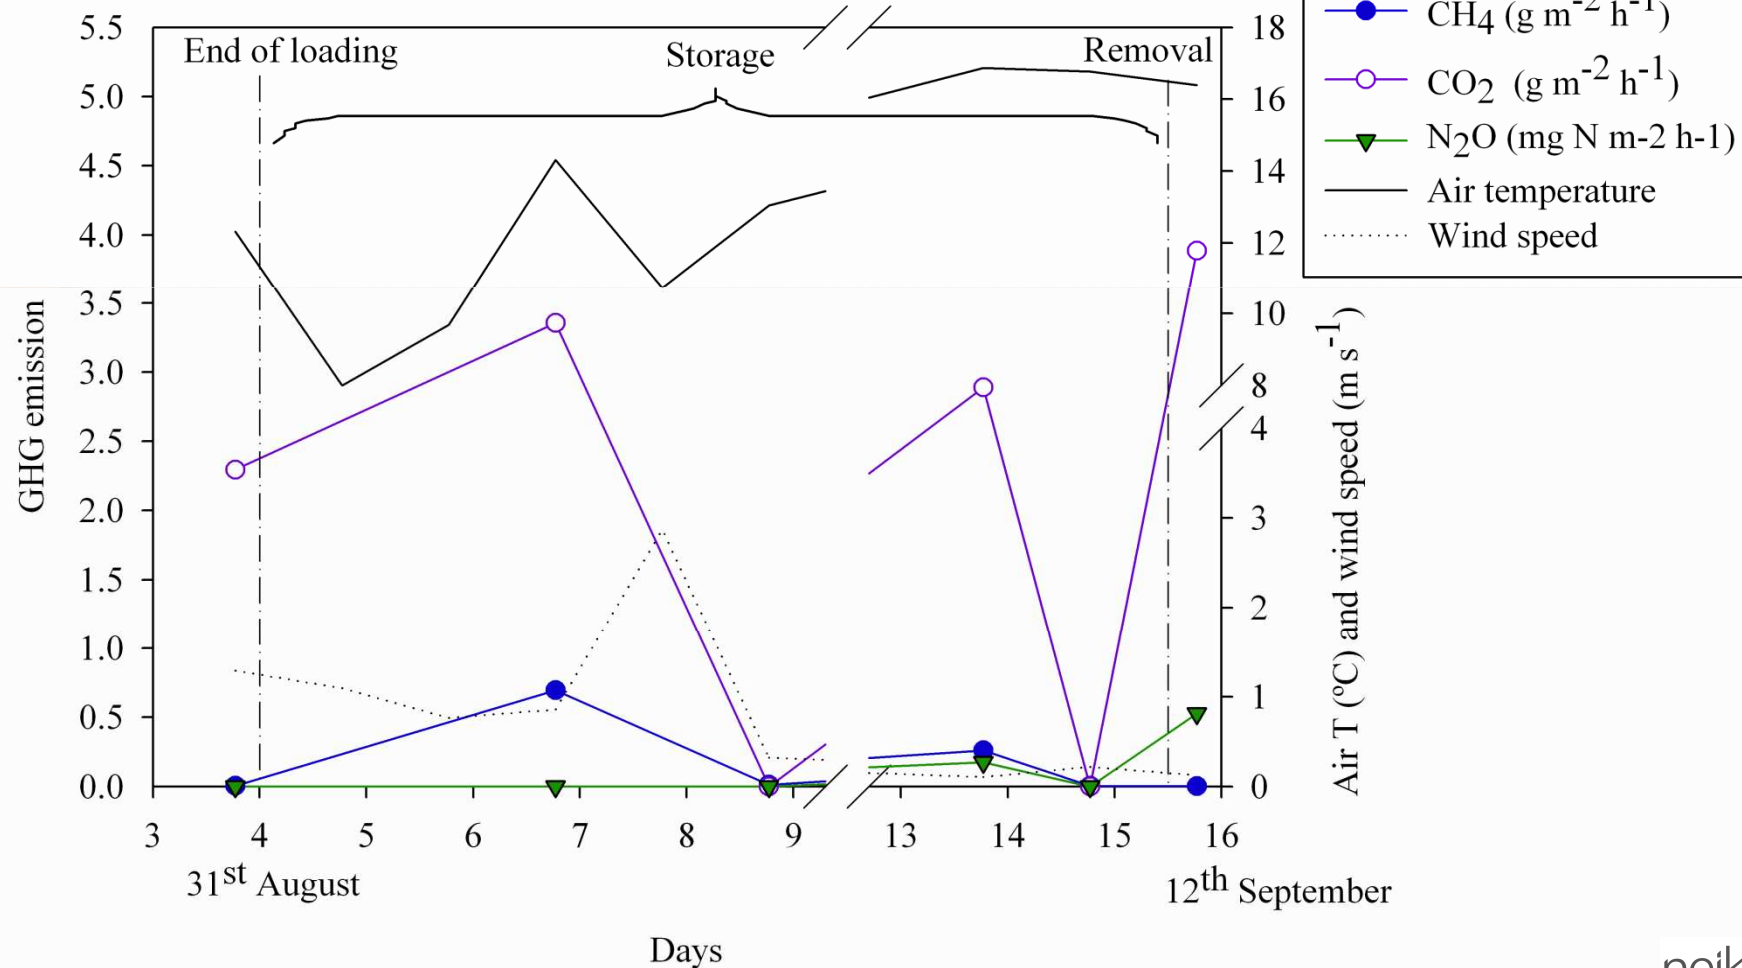 5.5
5.0
4.5
4.0
3.5
3.0
2.5
2.0
1.5
1.0
0.5
0.0
GHG emission
End of loading
Storage
Removal
18
16
14
12
10
8
4
3
2
1
0
Air T (ºC) and wind speed (m s-1)
CH4 (g m-2 h-1)
CO2 (g m-2 h-1)
N2O (mg N m-2 h-1)
Air temperature
Wind speed
3 4 5 6 7 8 9 13 14 15 16
31st August
12th September
Days